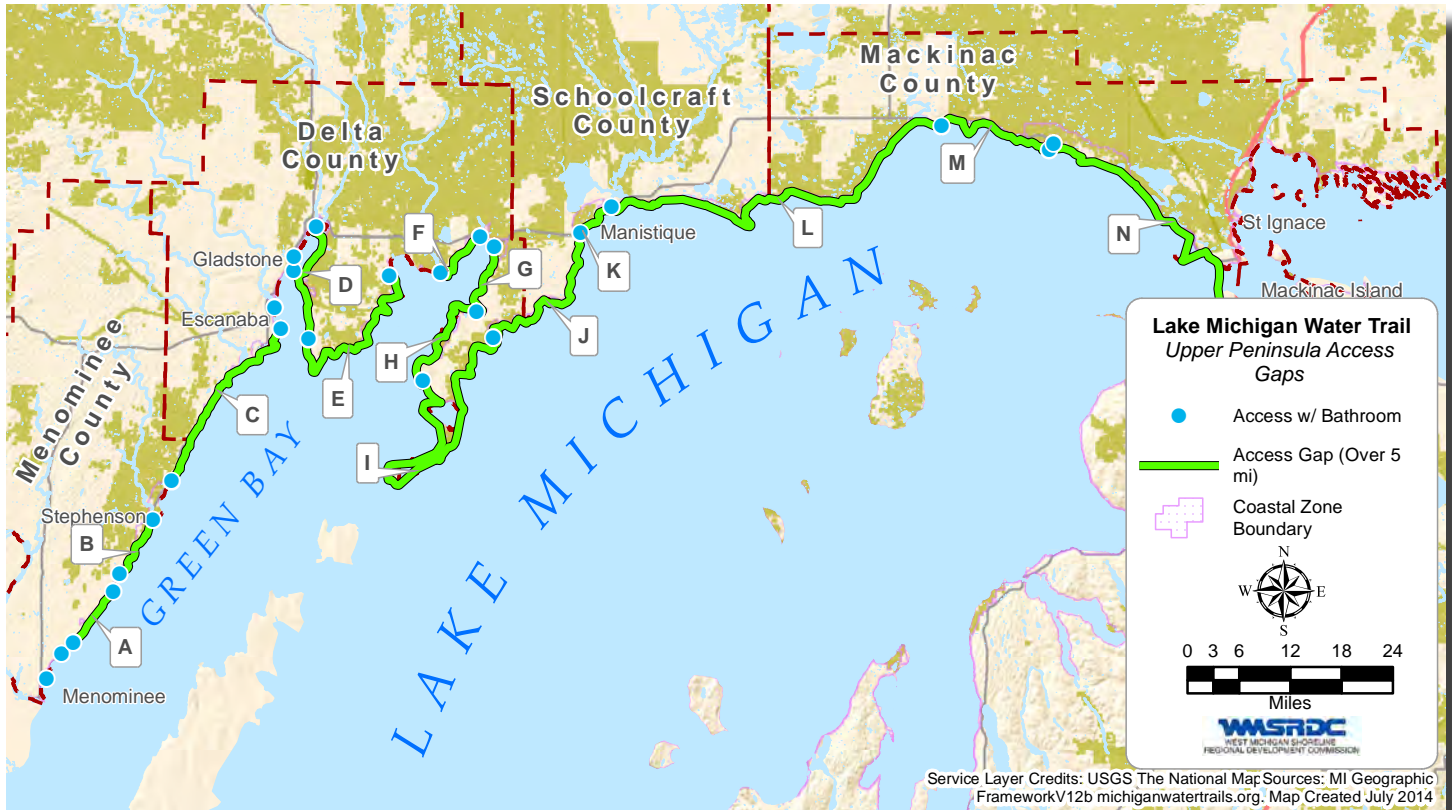 Mackinac
County
Schoolcraft
County
Delta
County
Menominee
County
F
M
L
N
St Ignace
Manistique
K
Gladstone
D
G
Mackinac Island
Escanaba
J
H
E
C
I
Stephenson
B
A
Menominee
GREEN BAY
LAKE MICHIGAN
Lake Michigan Water Trail
Upper Peninsula Access
Gaps
Access w/ Bathroom
Access Gap (Over 5
mi)
Coastal Zone
Boundary
N
W E
S
0 3 6 12 18 24
Miles
WMSRDC
WEST MICHIGAN SHORELINE
REGIONAL DEVELOPMENT COMMISSION
Service Layer Credits: USGS The National MapSources: MI Geographic
FrameworkV12b michiganwatertrails.org. Map Created July 2014